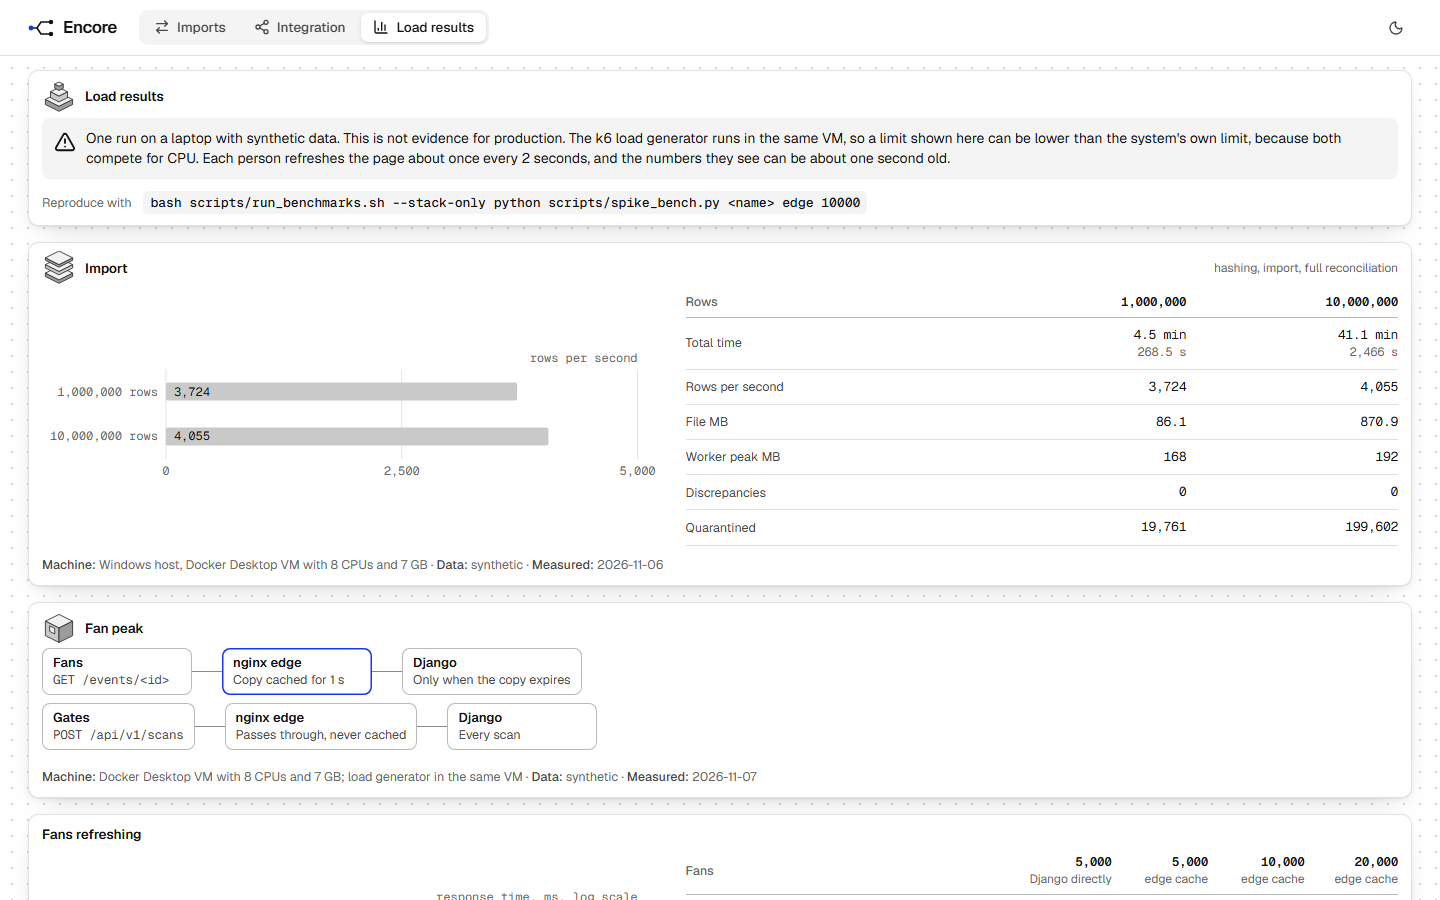 Encore
Imports
Integration
Load results
Load results
One run on a laptop with synthetic data. This is not evidence for production. The k6 load generator runs in the same VM, so a limit shown here can be lower than the system's own limit, because both
compete for CPU. Each person refreshes the page about once every 2 seconds, and the numbers they see can be about one second old.
Reproduce with bash scripts/run_benchmarks.sh --stack-only python scripts/spike_bench.py <name> edge 10000
Import
hashing, import, full reconciliation
rows per second
1,000,000 rows 3,724
10,000,000 rows 4,055
0 2,500 5,000
Rows 1,000,000 10,000,000
Total time 4.5 min 41.1 min
268.5 s 2,466 s
Rows per second 3,724 4,055
File MB 86.1 870.9
Worker peak MB 168 192
Discrepancies 0 0
Quarantined 19,761 199,602
Machine: Windows host, Docker Desktop VM with 8 CPUs and 7 GB · Data: synthetic · Measured: 2026-11-06
Fan peak
Fans
GET /events/<id>
nginx edge
Copy cached for 1 s
Django
Only when the copy expires
Gates
POST /api/v1/scans
nginx edge
Passes through, never cached
Django
Every scan
Machine: Docker Desktop VM with 8 CPUs and 7 GB; load generator in the same VM · Data: synthetic · Measured: 2026-11-07
Fans refreshing
response time, ms, log scale
Fans 5,000 5,000 10,000 20,000
Django directly edge cache edge cache edge cache